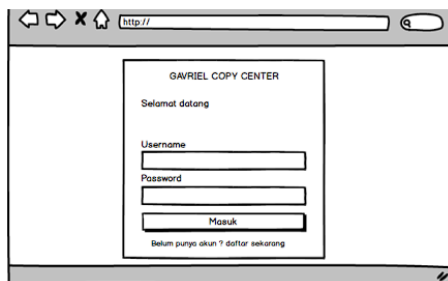 http://
GAVRIEL COPY CENTER
Selamat datang
Username
Password
Masuk
Belum punya akun ? daftar sekarang